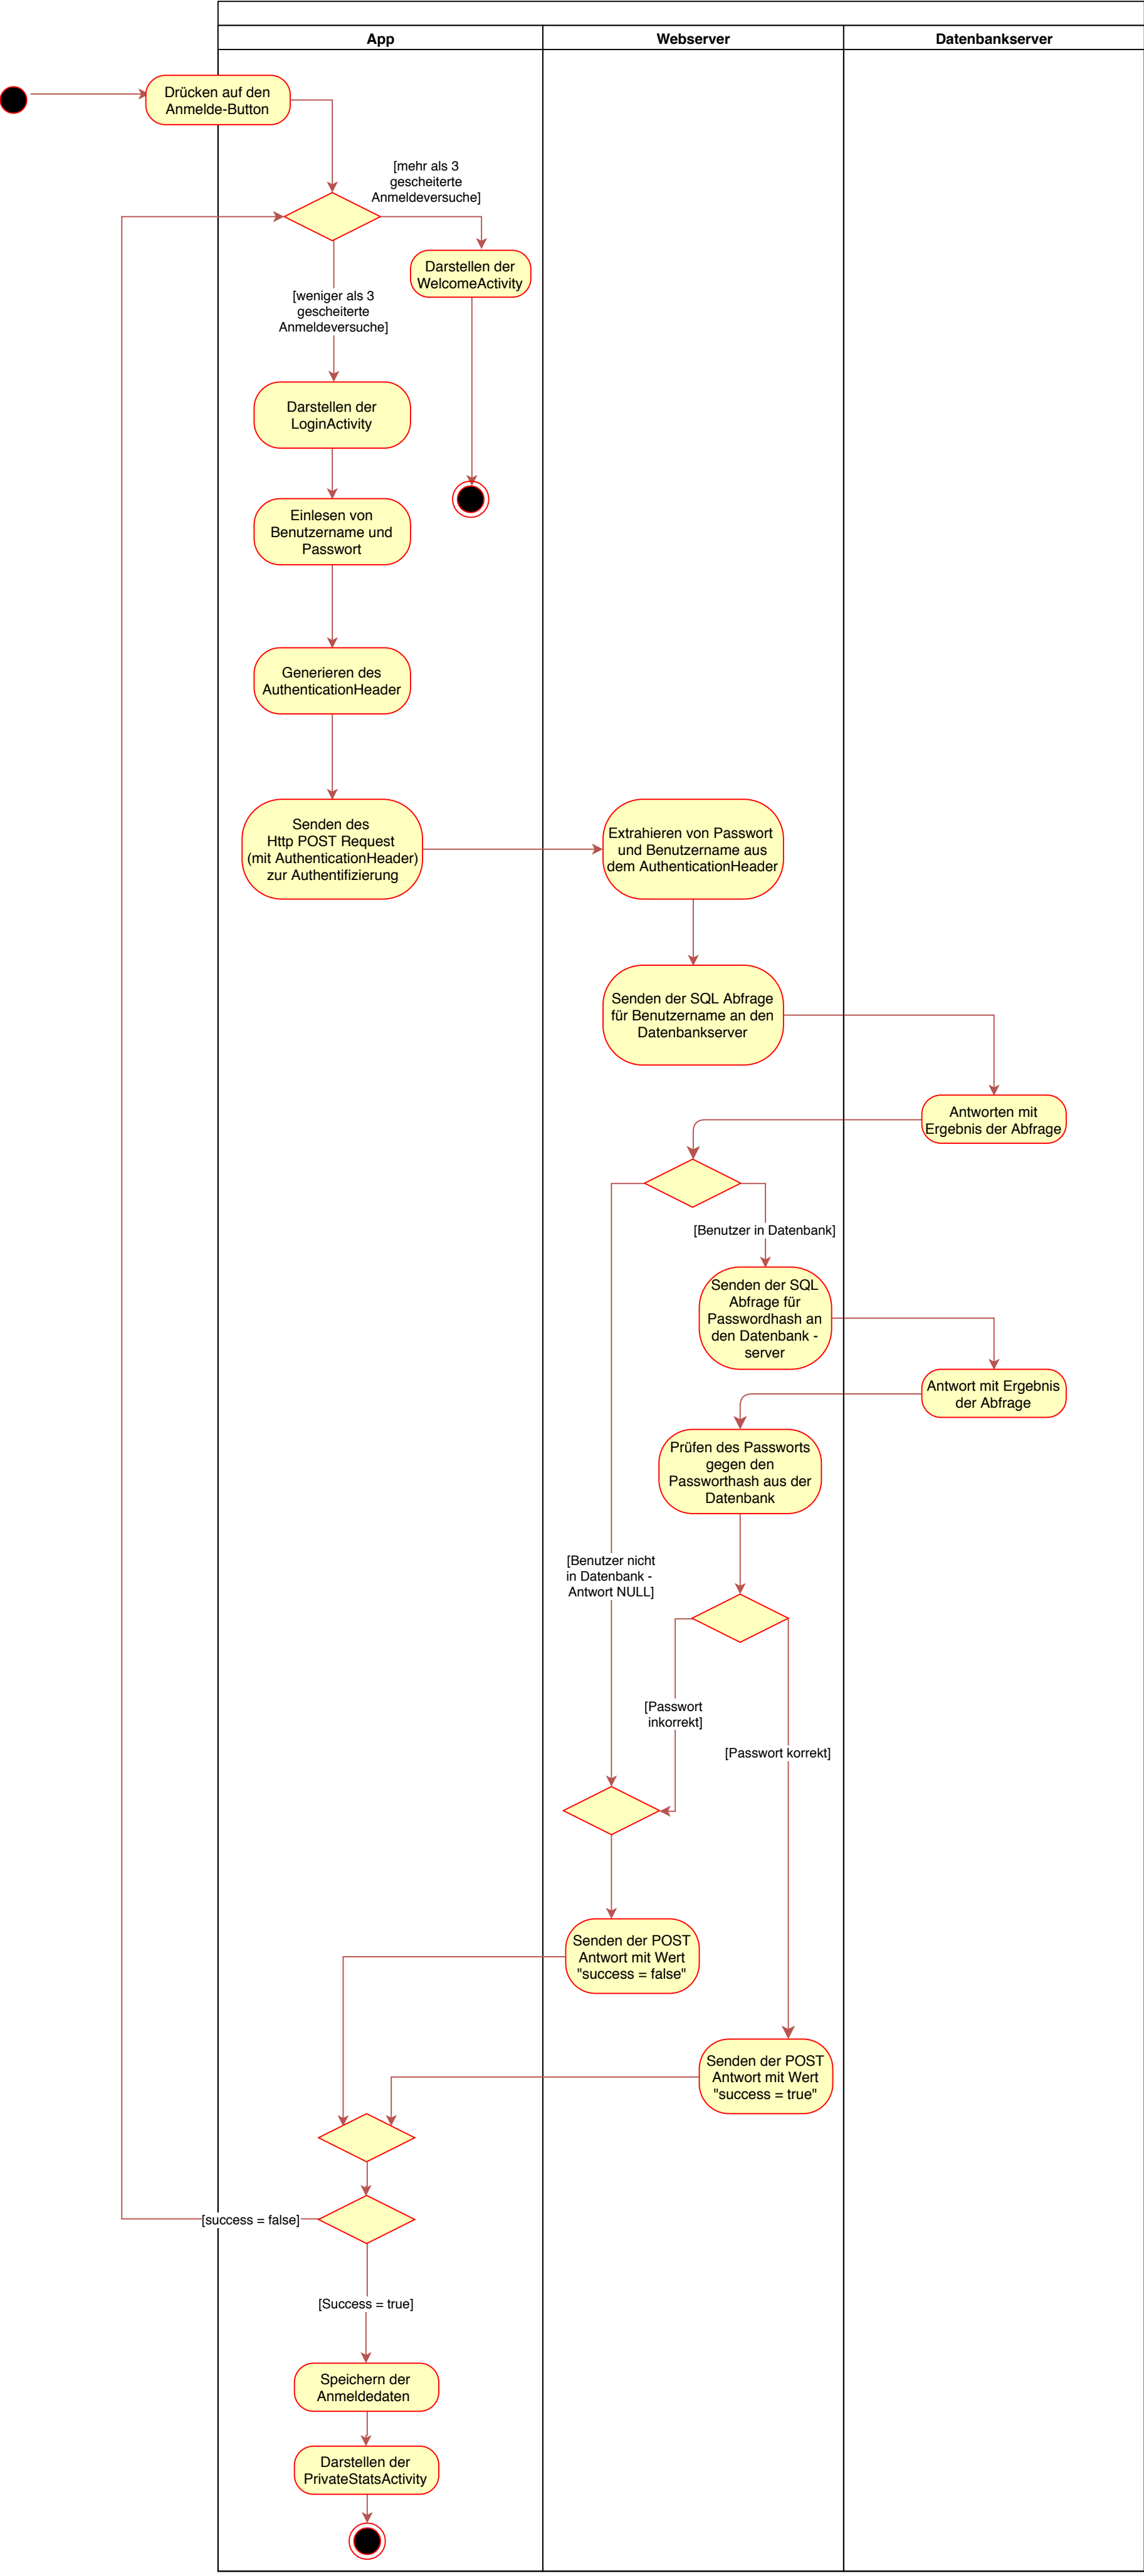 App
Webserver
Datenbankserver
Drücken auf den
Anmelde-Button
[mehr als 3
gescheiterte
Anmeldeversuche]
Darstellen der
WelcomeActivity
[weniger als 3
gescheiterte
Anmeldeversuche]
Darstellen der
LoginActivity
Einlesen von
Benutzername und
Passwort
Generieren des
AuthenticationHeader
Senden des
Http POST Request
(mit AuthenticationHeader)
zur Authentifizierung
Extrahieren von Passwort
und Benutzername aus
dem AuthenticationHeader
Senden der SQL Abfrage
für Benutzername an den
Datenbankserver
Antworten mit
Ergebnis der Abfrage
[Benutzer in Datenbank]
Senden der SQL
Abfrage für
Passwordhash an
den Datenbank -
server
Antwort mit Ergebnis
der Abfrage
Prüfen des Passworts
gegen den
Passworthash aus der
Datenbank
[Benutzer nicht
in Datenbank -
Antwort NULL]
[Passwort
inkorrekt]
[Passwort korrekt]
Senden der POST
Antwort mit Wert
"success = false"
Senden der POST
Antwort mit Wert
"success = true"
[success = false]
[Success = true]
Speichern der
Anmeldedaten
Darstellen der
PrivateStatsActivity